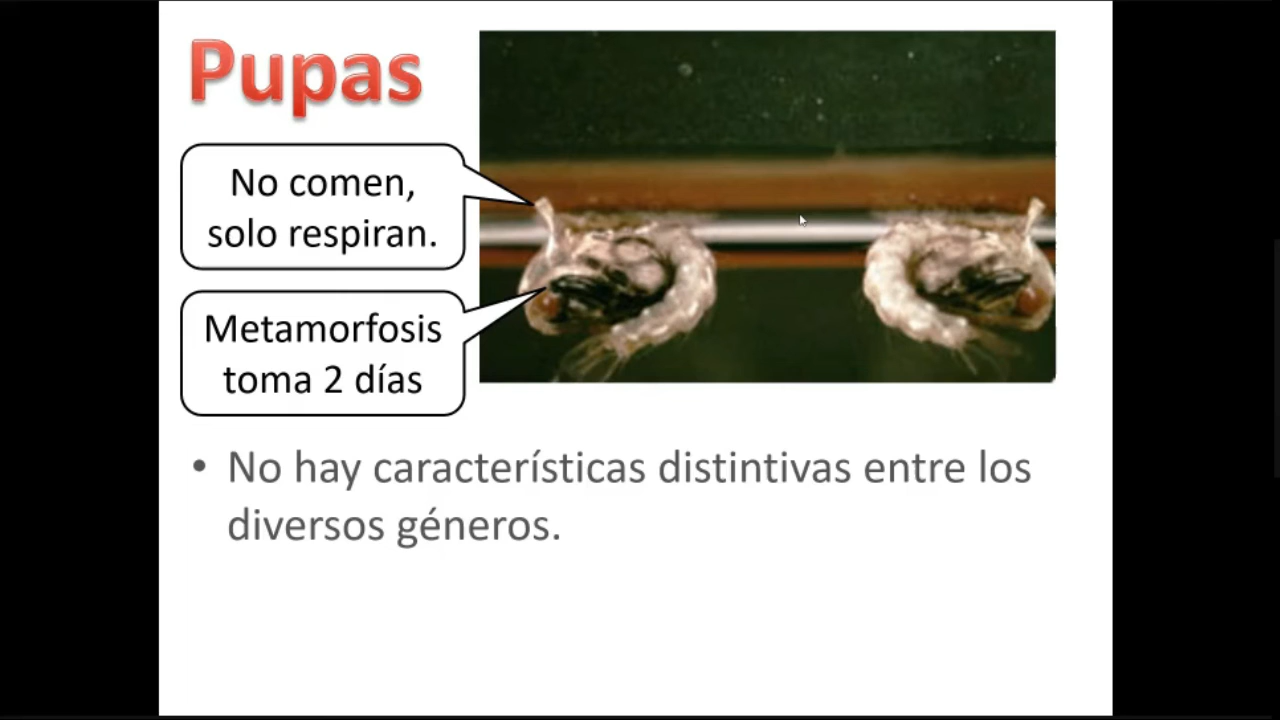 Pupas
No comen,
solo respiran.
Metamorfosis
toma 2 días
• No hay características distintivas entre los
diversos géneros.